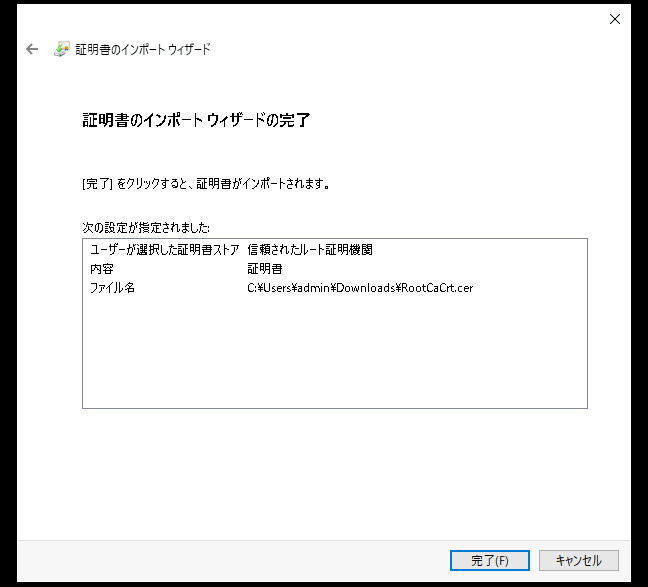 証明書のインポート ウィザード
証明書のインポート ウィザードの完了
[完了] をクリックすると、証明書がインポートされます。
次の設定が指定されました:
ユーザーが選択した証明書ストア 信頼されたルート証明機関
内容 証明書
ファイル名 C:¥Users¥admin¥Downloads¥RootCaCrt.cer
完了(F) キャンセル